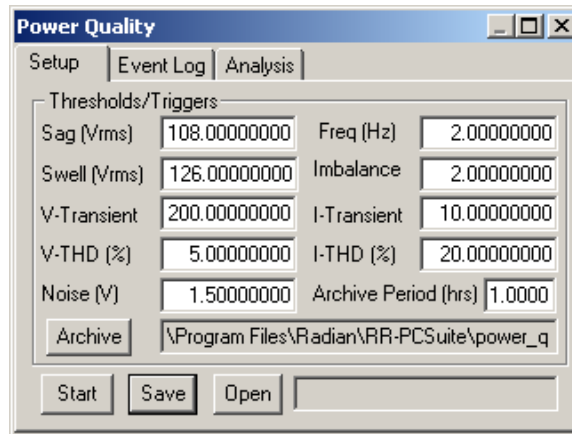 Power Quality
Setup Event Log Analysis
Thresholds/Triggers
Sag (Vrms) 108.00000000 Freq (Hz) 2.00000000
Swell (Vrms) 126.00000000 Imbalance 2.00000000
V-Transient 200.00000000 I-Transient 10.00000000
V-THD (%) 5.00000000 I-THD (%) 20.00000000
Noise (V) 1.50000000 Archive Period (hrs) 1.0000
Archive \Program Files\Radian\RR-PCSuite\power_q
Start Save Open